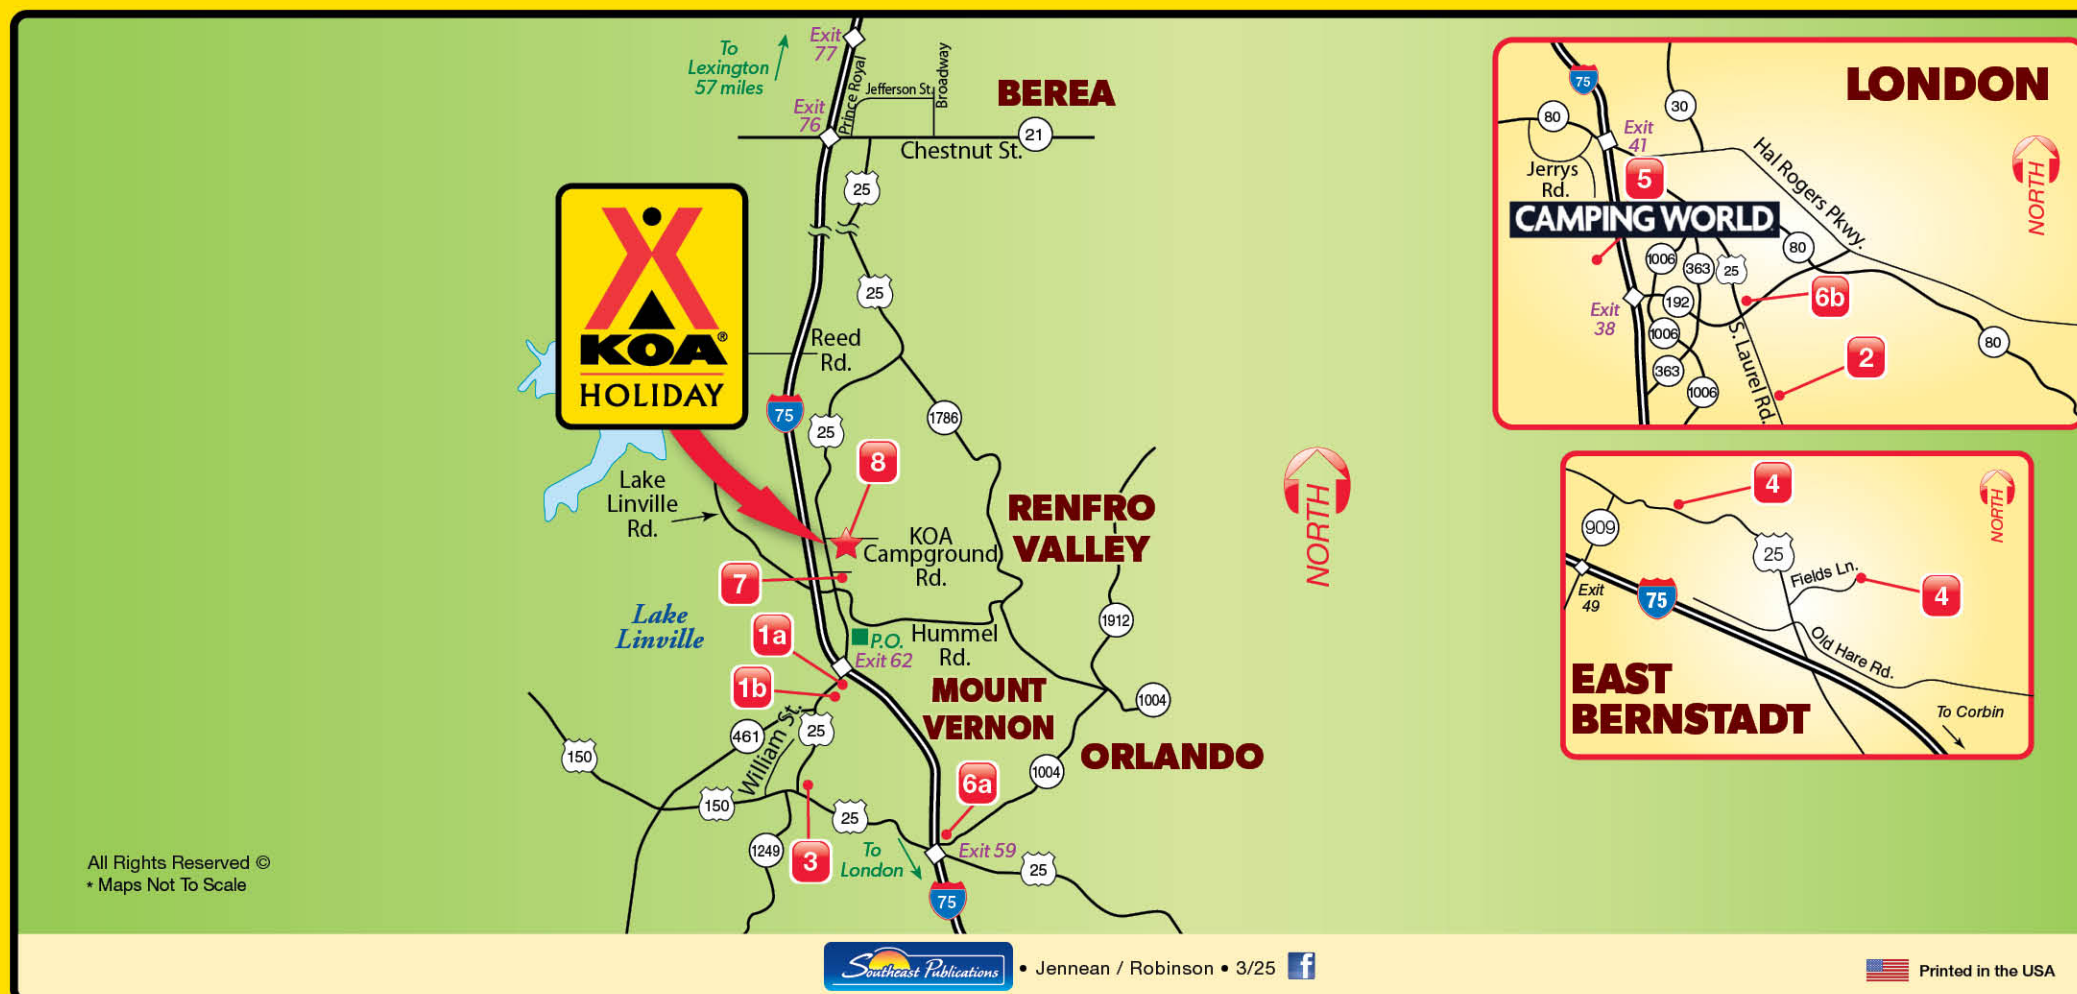 To
Lexington
57 miles
Exit
77
Exit
76
Prince Royal
Jefferson St.
Broadway
BEREA
21
Chestnut St.
25
25
KOA®
HOLIDAY
Reed
Rd.
75
25
1786
8
Lake
Linville
Rd.
KOA
Campground
Rd.
RENFRO
VALLEY
NORTH
7
Lake
Linville
1a
1b
P.O.
Exit 62
Hummel
Rd.
1912
1004
MOUNT
VERNON
ORLANDO
William St.
461
25
150
150
1004
6a
25
1249
3
To
London
Exit 59
25
75
LONDON
75
30
80
Exit
41
Jerrys
Rd.
5
Hal Rogers Pkwy.
NORTH
CAMPING WORLD
80
1006
363
25
192
6b
Exit
38
1006
S. Laurel Rd.
2
80
363
1006
4
NORTH
909
25
Fields Ln.
4
Exit
49
75
Old Hare Rd.
EAST
BERNSTADT
To Corbin
All Rights Reserved ©
* Maps Not To Scale
Southeast Publications • Jennean / Robinson • 3/25 f
Printed in the USA